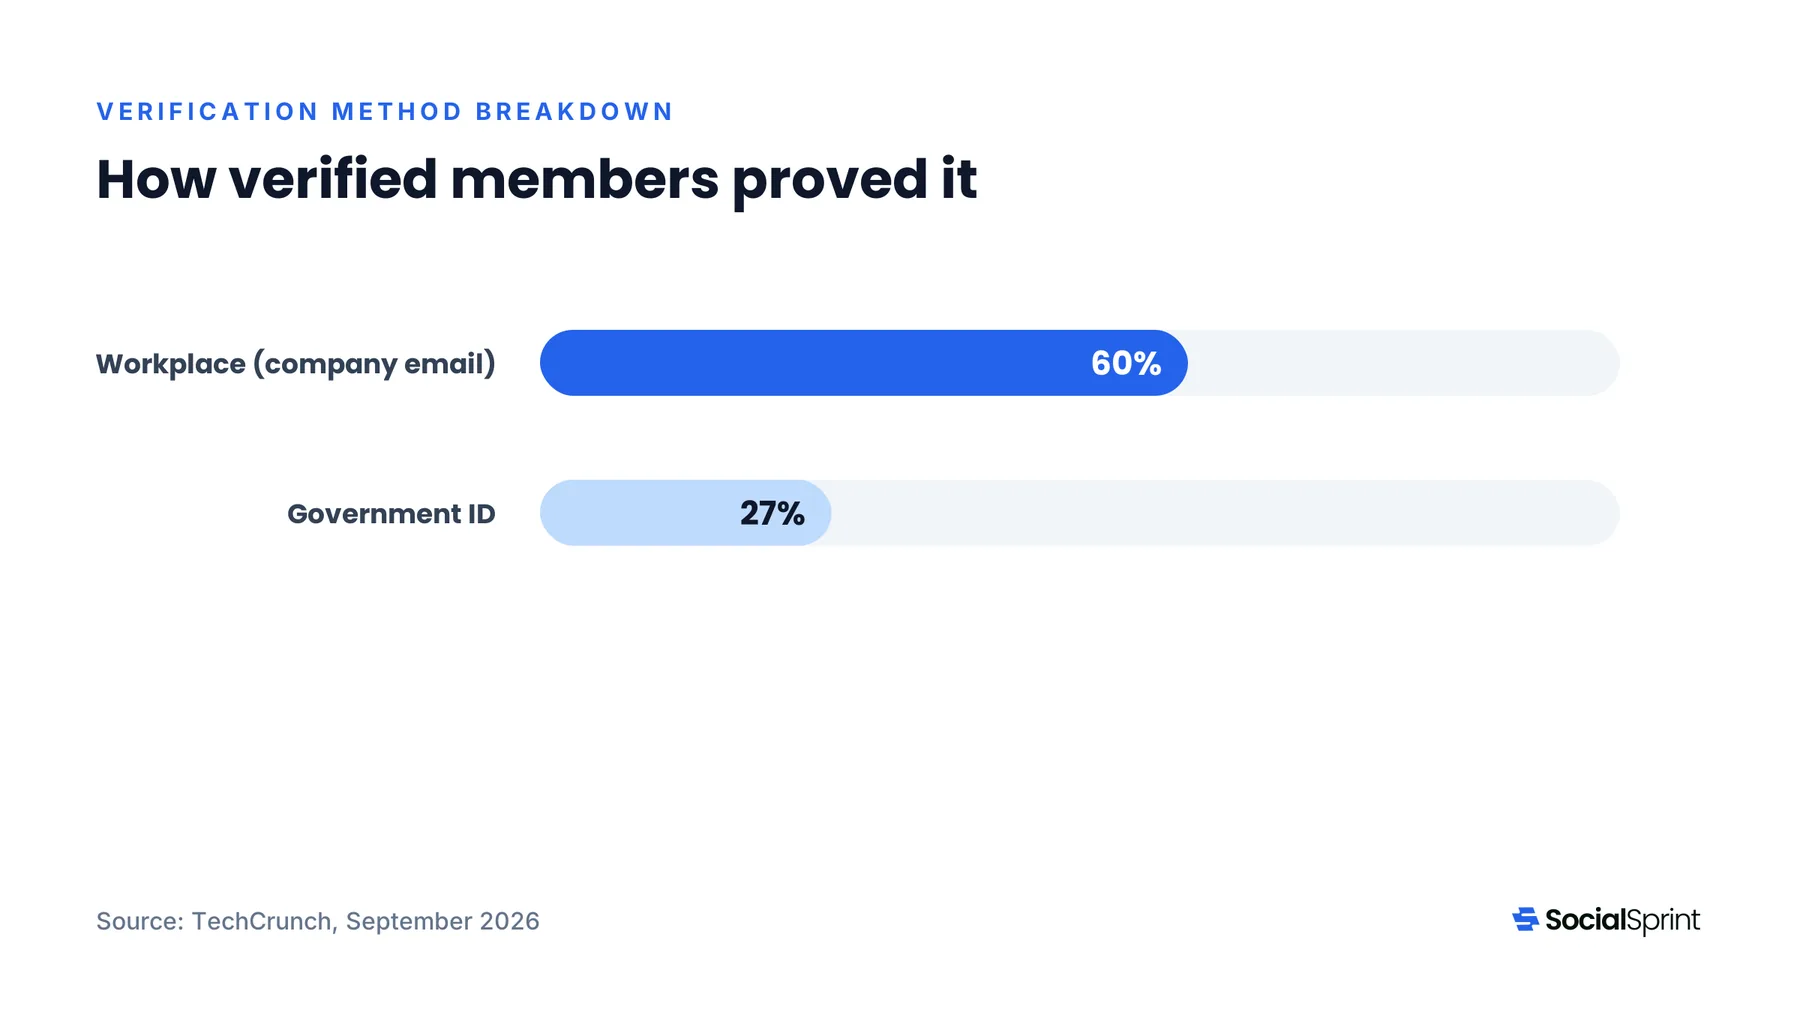 VERIFICATION METHOD BREAKDOWN
How verified members proved it
Workplace (company email)
60%
Government ID
27%
Source: TechCrunch, September 2026
SocialSprint